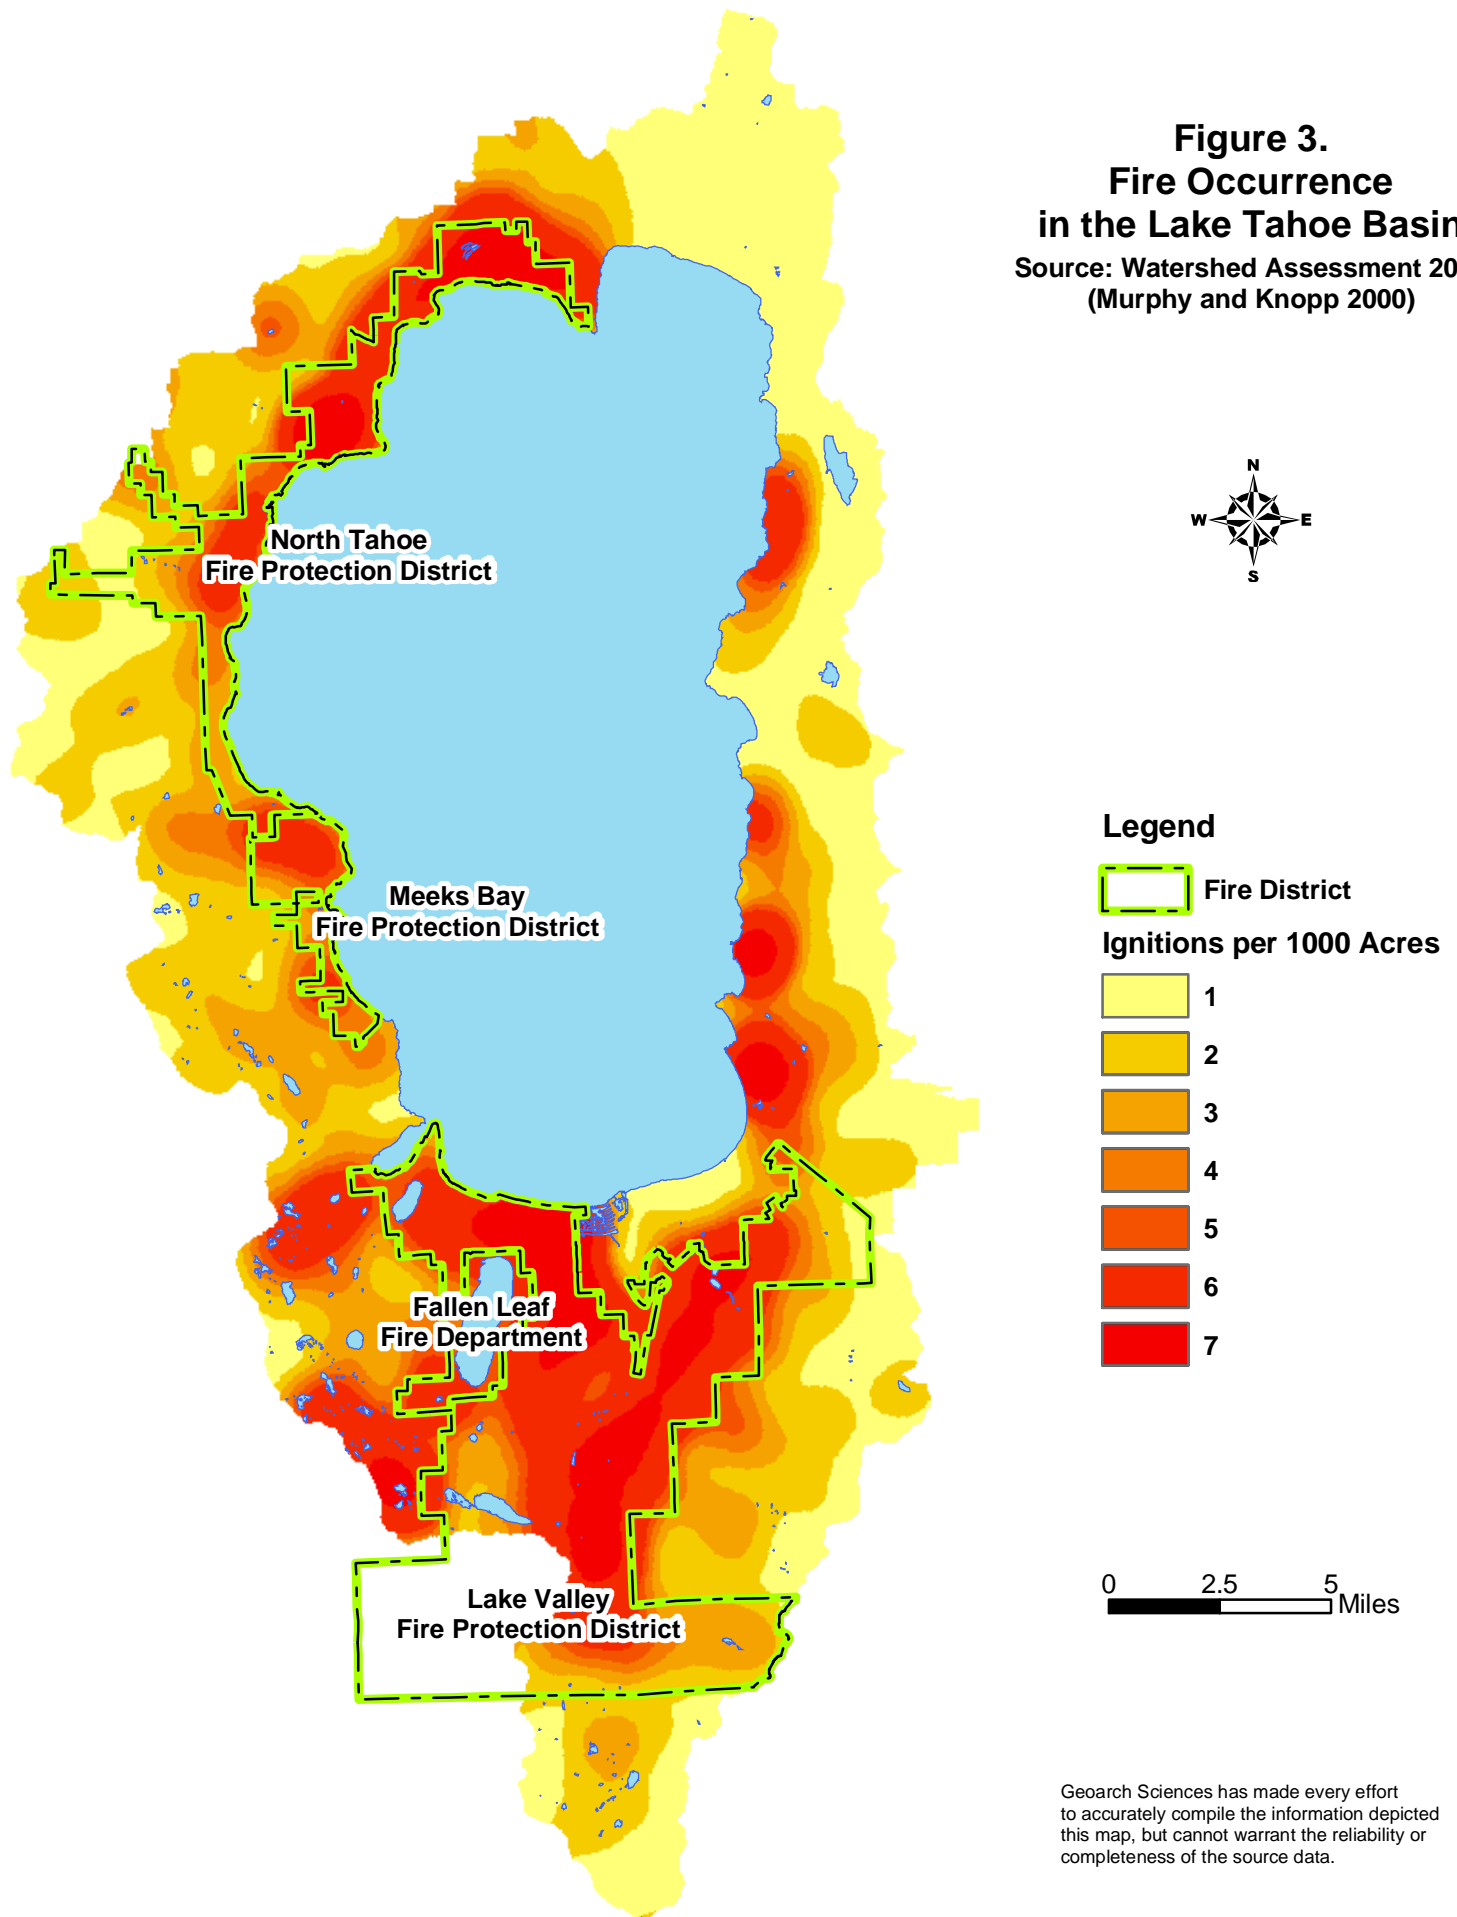 Figure 3.
Fire Occurrence
in the Lake Tahoe Basin
Source: Watershed Assessment 20
(Murphy and Knopp 2000)
N
W E
S
North Tahoe
Fire Protection District
Meeks Bay
Fire Protection District
Fallen Leaf
Fire Department
Lake Valley
Fire Protection District
Legend
Fire District
Ignitions per 1000 Acres
1
2
3
4
5
6
7
0 2.5 5
Miles
Geoarch Sciences has made every effort
to accurately compile the information depicted
this map, but cannot warrant the reliability or
completeness of the source data.